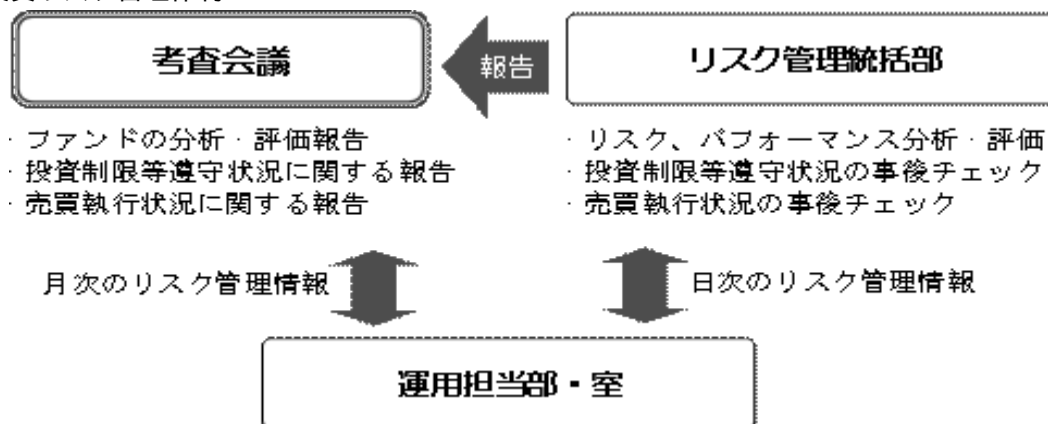 考査会議
報告
リスク管理統括部
· ファンドの分析・評価報告
· 投資制限等遵守状況に関する報告
· 売買執行状況に関する報告
· リスク、パフォーマンス分析・評価
· 投資制限等遵守状況の事後チェック
· 売買執行状況の事後チェック
月次のリスク管理情報
日次のリスク管理情報
運用担当部・室